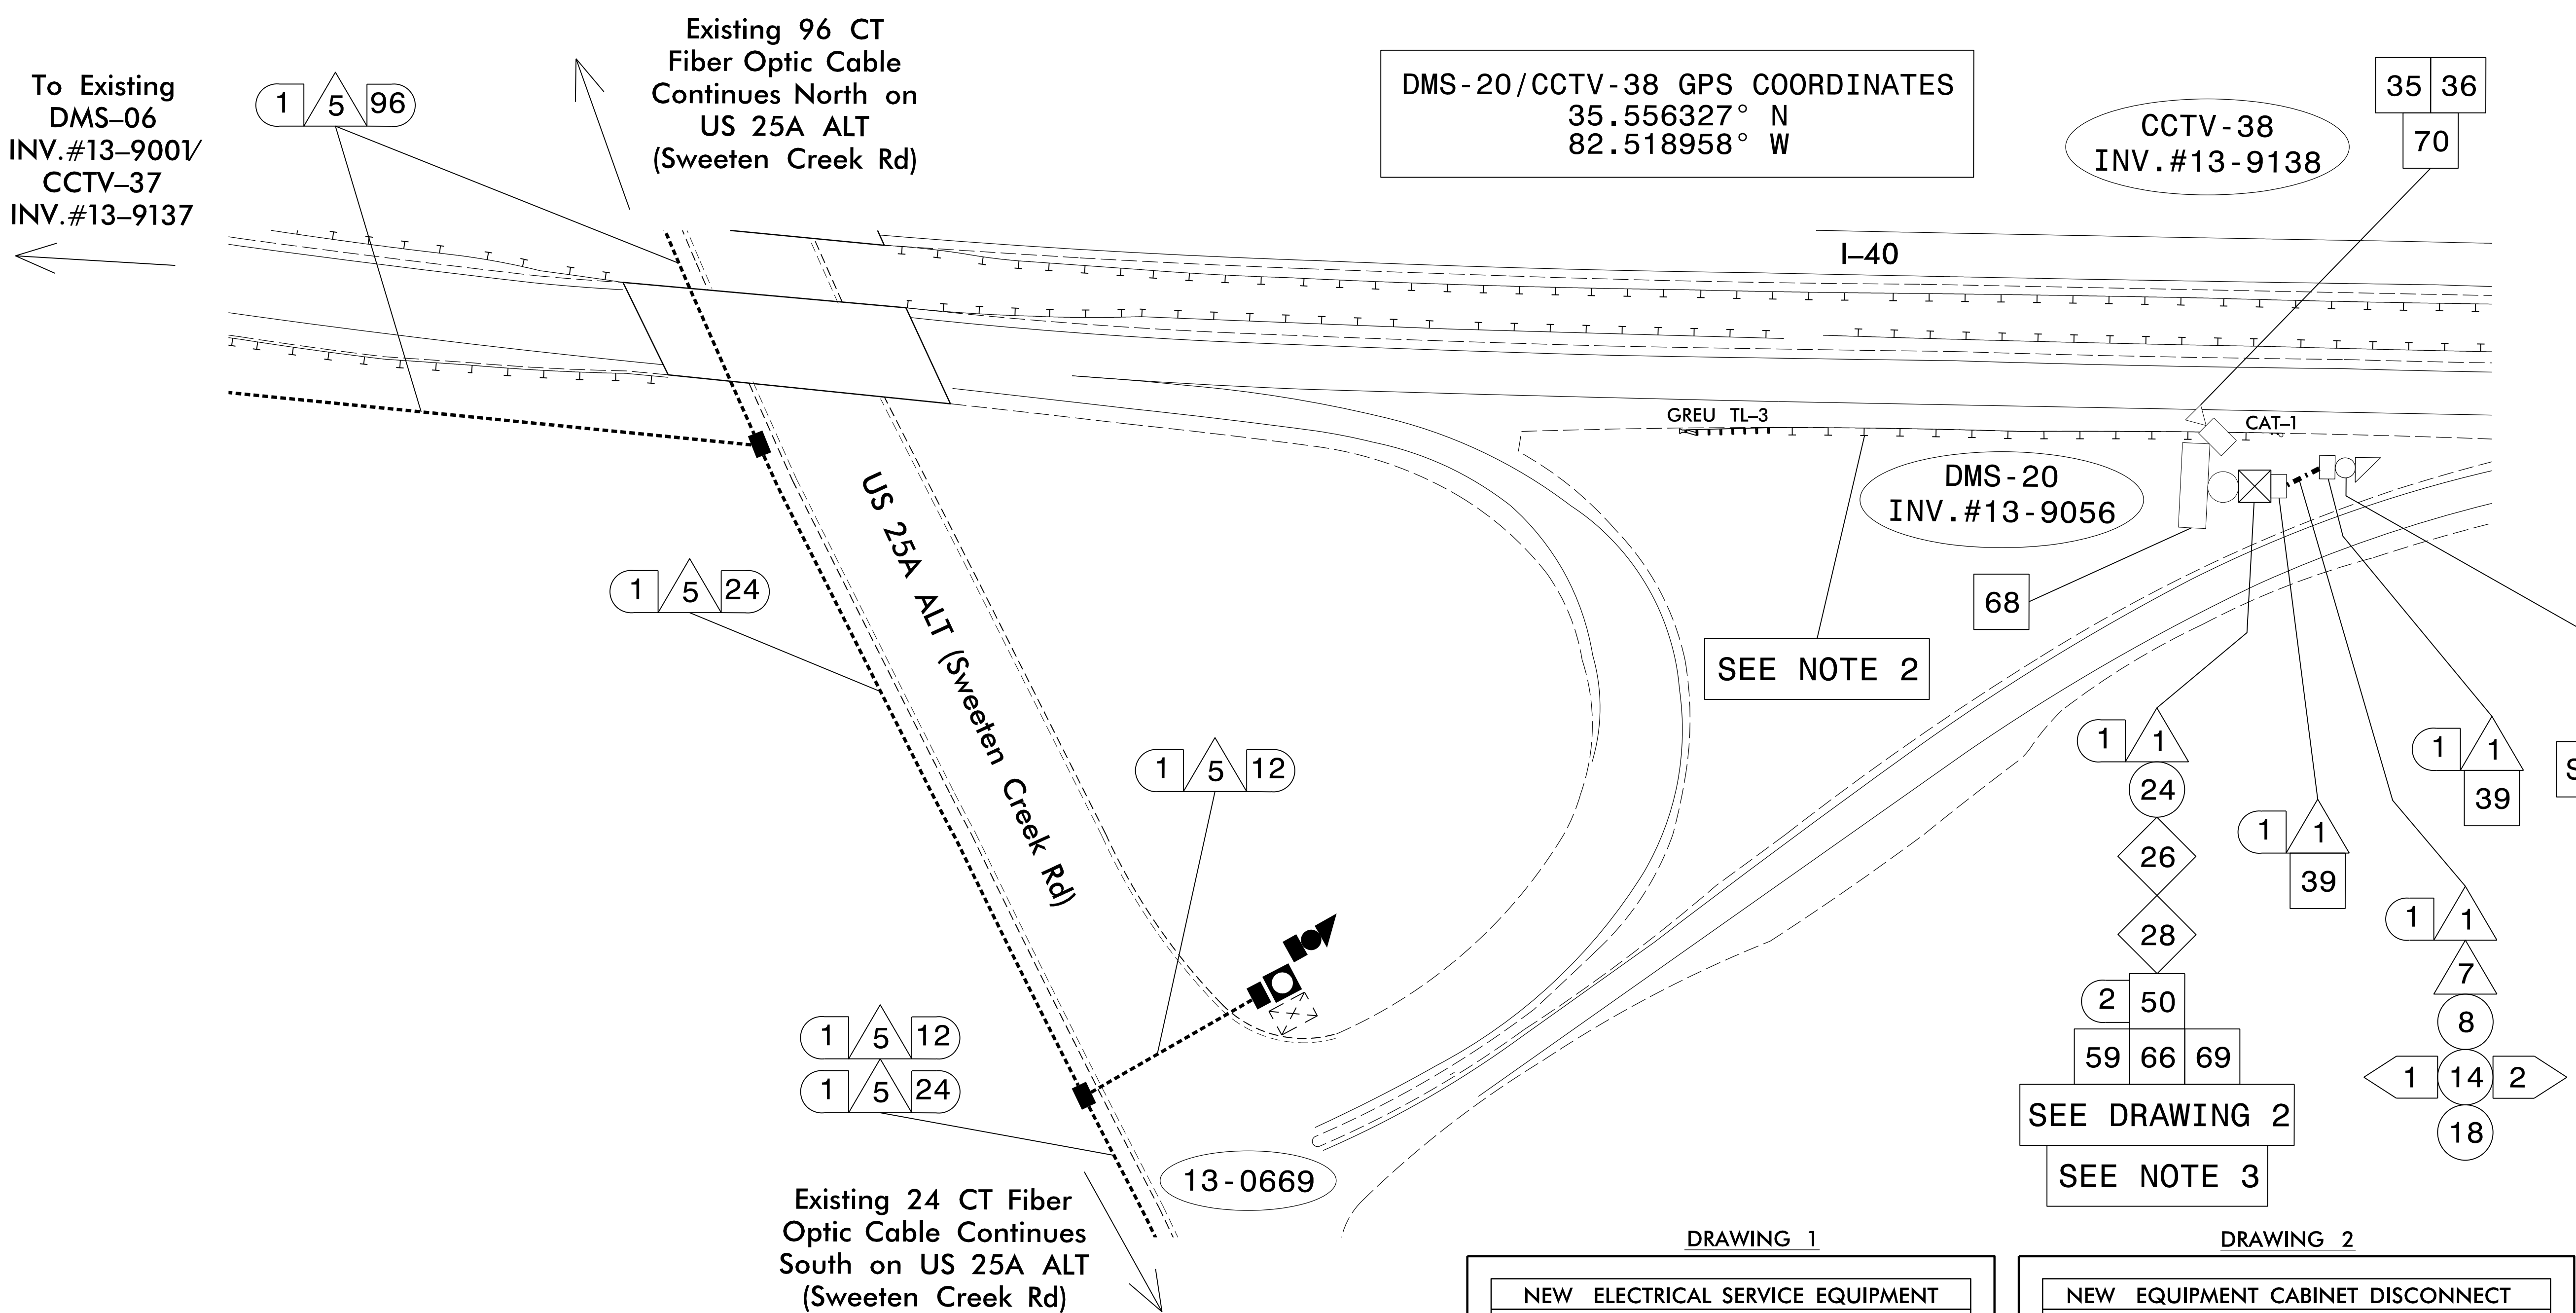 Existing 96 CT
Fiber Optic Cable
Continues North on
US 25A ALT
(Sweeten Creek Rd)
To Existing
DMS–06
INV.#13–9001/
CCTV–37
INV.#13–9137
1 5 96
DMS-20/CCTV-38 GPS COORDINATES
35.556327° N
82.518958° W
CCTV-38
INV.#13-9138
35 36
70
I–40
GREU TL–3
CAT–1
DMS-20
INV.#13-9056
68
SEE NOTE 2
1 5 24
US 25A ALT (Sweeten Creek Rd)
1 5 12
1 1
24
26
28
2 50
59 66 69
SEE DRAWING 2
SEE NOTE 3
1 1
39
1 1
39
S
1 1
7
8
1 14 2
18
1 5 12
1 5 24
13-0669
Existing 24 CT Fiber
Optic Cable Continues
South on US 25A ALT
(Sweeten Creek Rd)
DRAWING 1
NEW ELECTRICAL SERVICE EQUIPMENT
DRAWING 2
NEW EQUIPMENT CABINET DISCONNECT